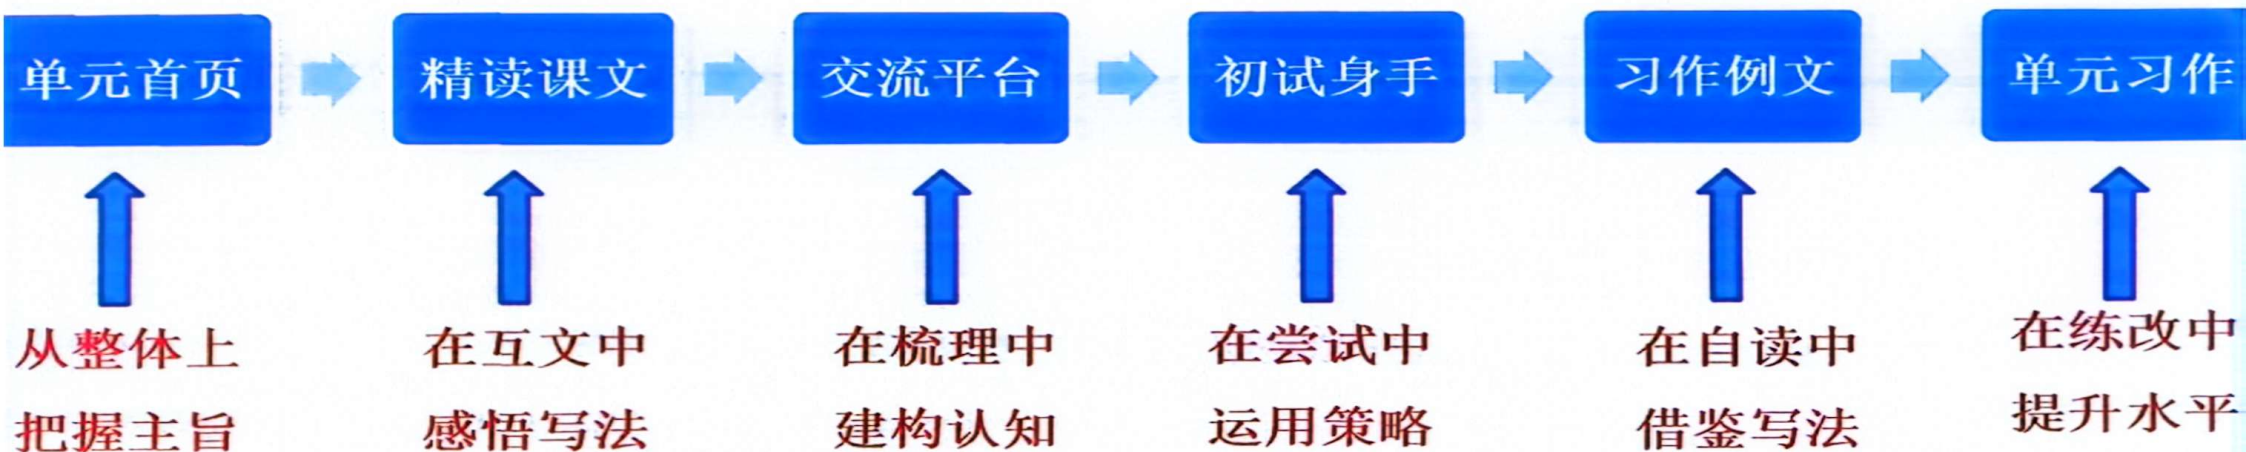 单元首页
精读课文
交流平台
初试身手
习作例文
单元习作
从整体上
把握主旨
在互文中
感悟写法
在梳理中
建构认知
在尝试中
运用策略
在自读中
借鉴写法
在练改中
提升水平